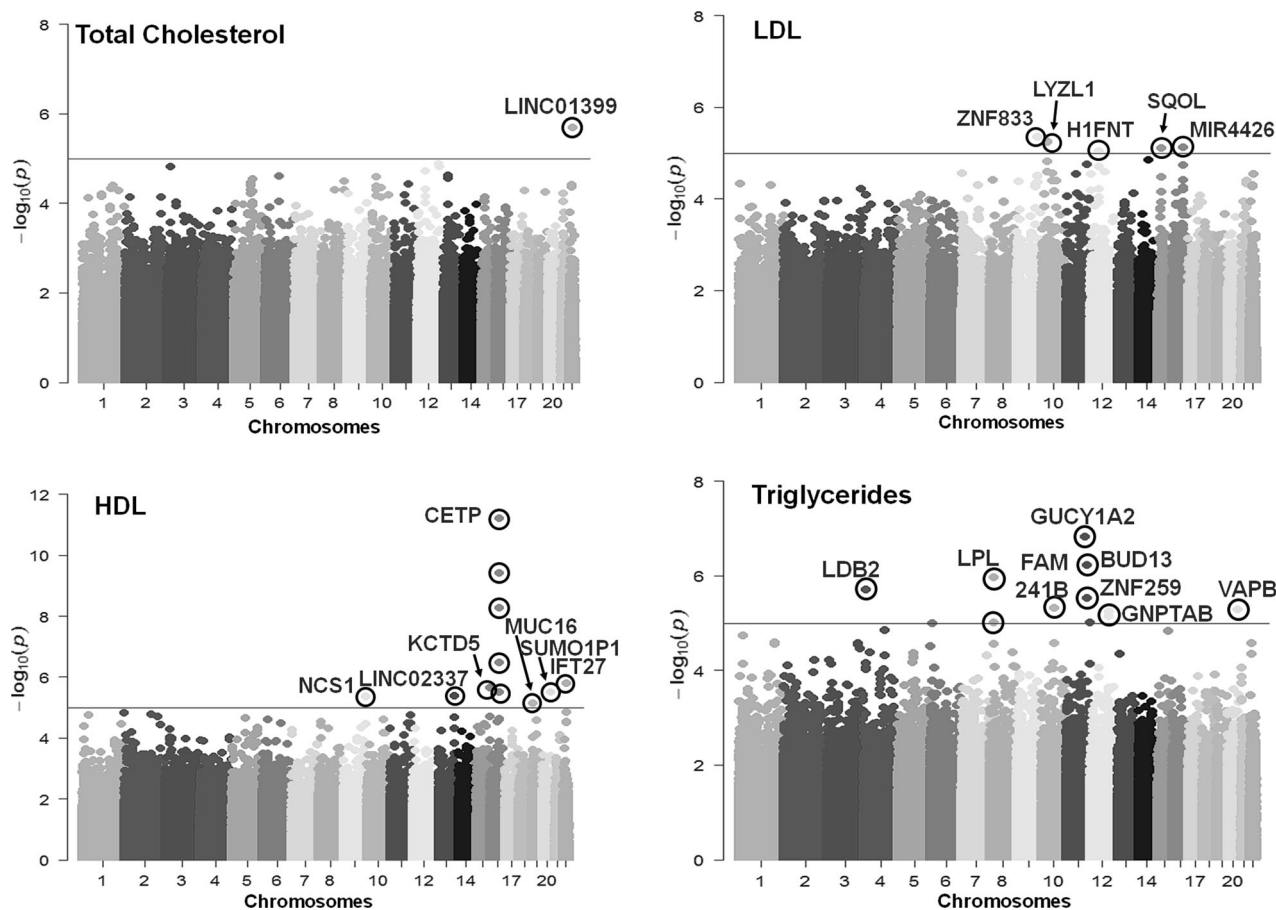 Total Cholesterol
8
6
4
2
0
−log10(p)
LINC01399
1 2 3 4 5 6 7 8 10 12 14 17 20
Chromosomes
LDL
8
6
4
2
0
−log10(p)
LYZL1
SQOL
ZNF833
H1FNT
MIR4426
1 2 3 4 5 6 7 8 10 12 14 17 20
Chromosomes
HDL
12
10
8
6
4
2
0
−log10(p)
CETP
MUC16
KCTD5
SUMO1P1
IFT27
NCS1
LINC02337
1 2 3 4 5 6 7 8 10 12 14 17 20
Chromosomes
Triglycerides
8
6
4
2
0
−log10(p)
GUCY1A2
LPL
FAM
BUD13
LDB2
241B
ZNF259
VAPB
GNPTAB
1 2 3 4 5 6 7 8 10 12 14 17 20
Chromosomes